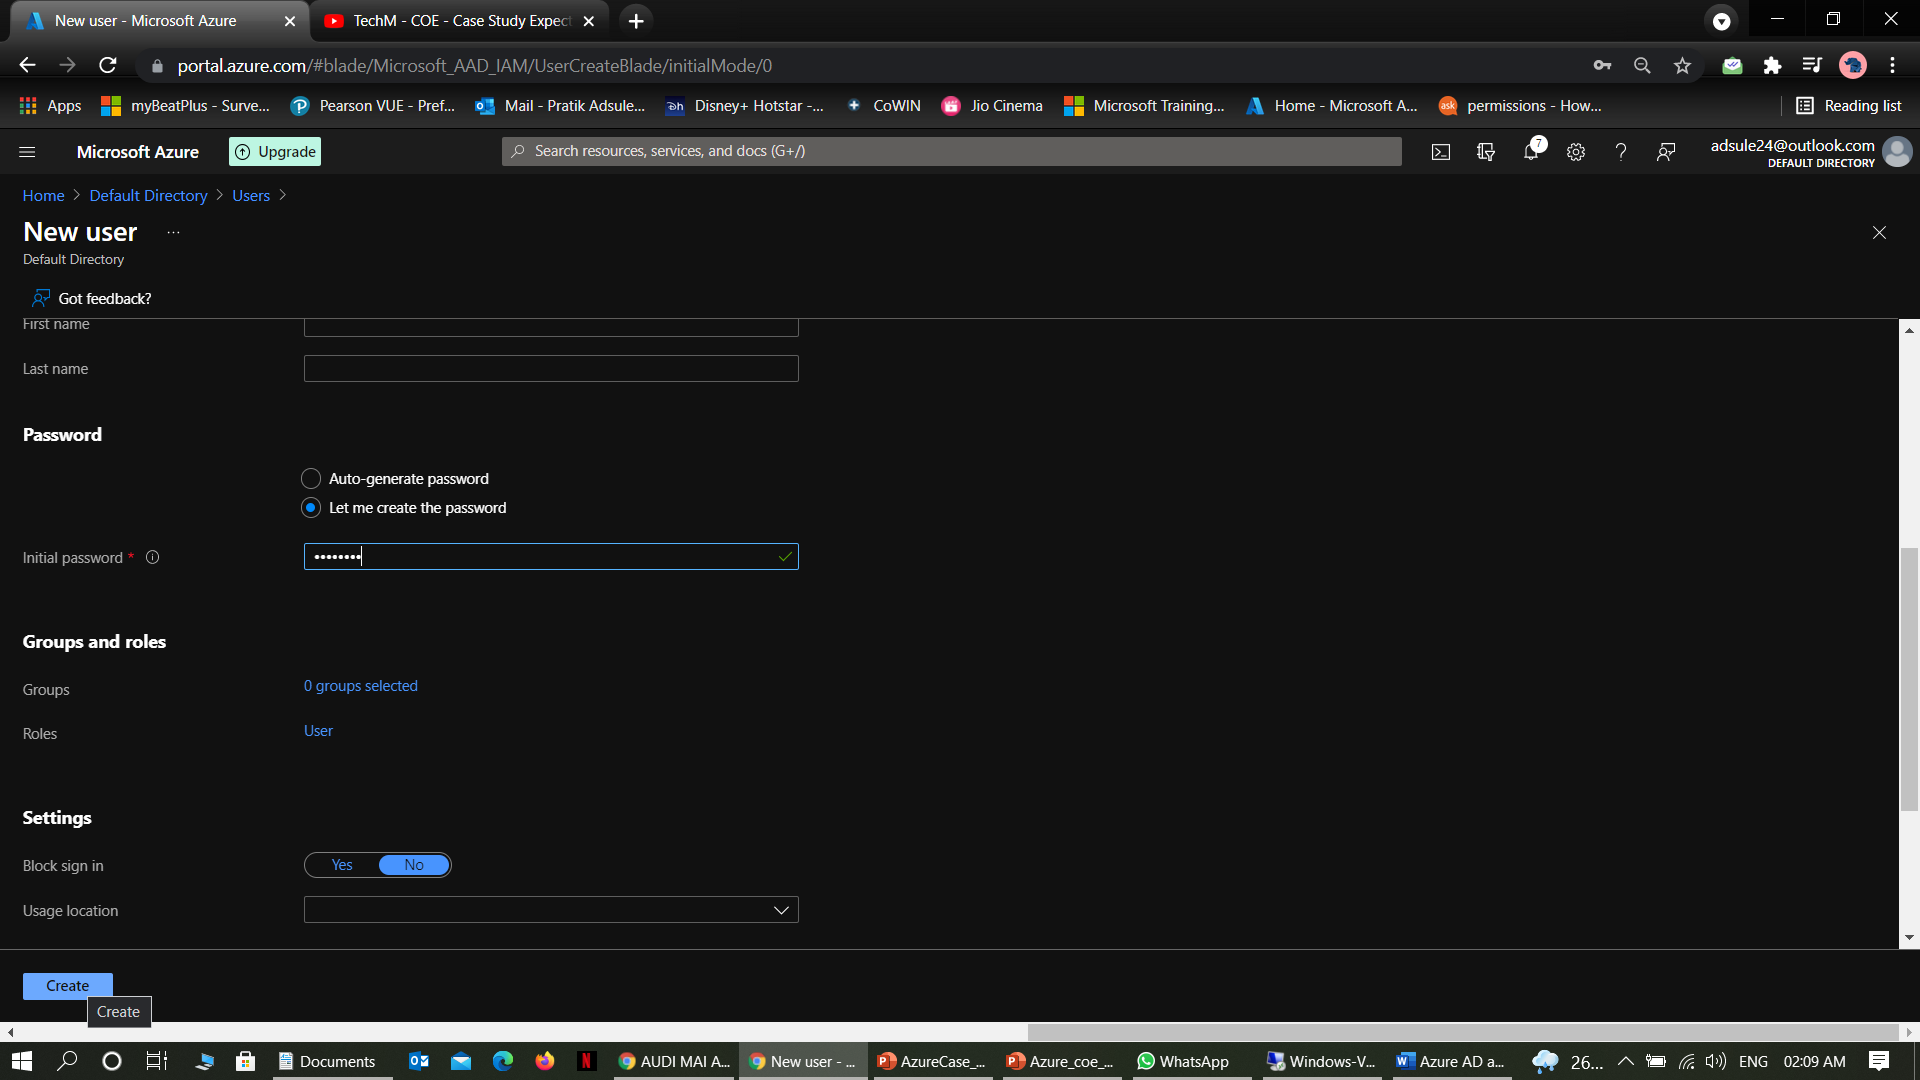 New user - Microsoft Azure
TechM - COE - Case Study Expect
portal.azure.com/#blade/Microsoft_AAD_IAM/UserCreateBlade/initialMode/0
Apps
myBeatPlus - Surve...
Pearson VUE - Pref...
Mail - Pratik Adsule...
Disney+ Hotstar -...
CoWIN
Jio Cinema
Microsoft Training...
Home - Microsoft A...
ask
permissions - How...
Reading list
Microsoft Azure
Upgrade
Search resources, services, and docs (G+/)
7
adsule24@outlook.com
DEFAULT DIRECTORY
Home > Default Directory > Users >
New user ...
Default Directory
Got feedback?
First name
Last name
Password
Auto-generate password
Let me create the password
Initial password *
••••••••
Groups and roles
Groups
0 groups selected
Roles
User
Settings
Block sign in
Yes No
Usage location
Create
Create
Documents
AUDI MAI A...
New user - ...
AzureCase_...
Azure_coe_...
WhatsApp
Windows-V...
Azure AD a...
26...
ENG
02:09 AM